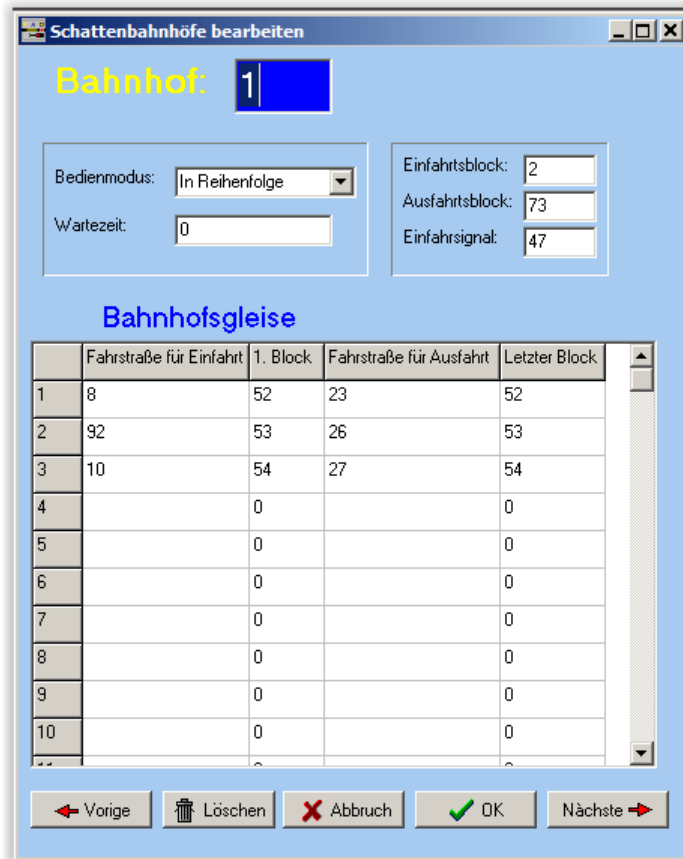 Schattenbahnhöfe bearbeiten
Bahnhof: 1
Bedienmodus: In Reihenfolge
Wartezeit: 0
Einfahrtsblock: 2
Ausfahrtsblock: 73
Einfahrsignal: 47
Bahnhofsgleise
Fahrstraße für Einfahrt 1. Block Fahrstraße für Ausfahrt Letzter Block
1 8 52 23 52
2 92 53 26 53
3 10 54 27 54
4 0 0
5 0 0
6 0 0
7 0 0
8 0 0
9 0 0
10 0 0
Vorige Löschen Abbruch OK Nächste